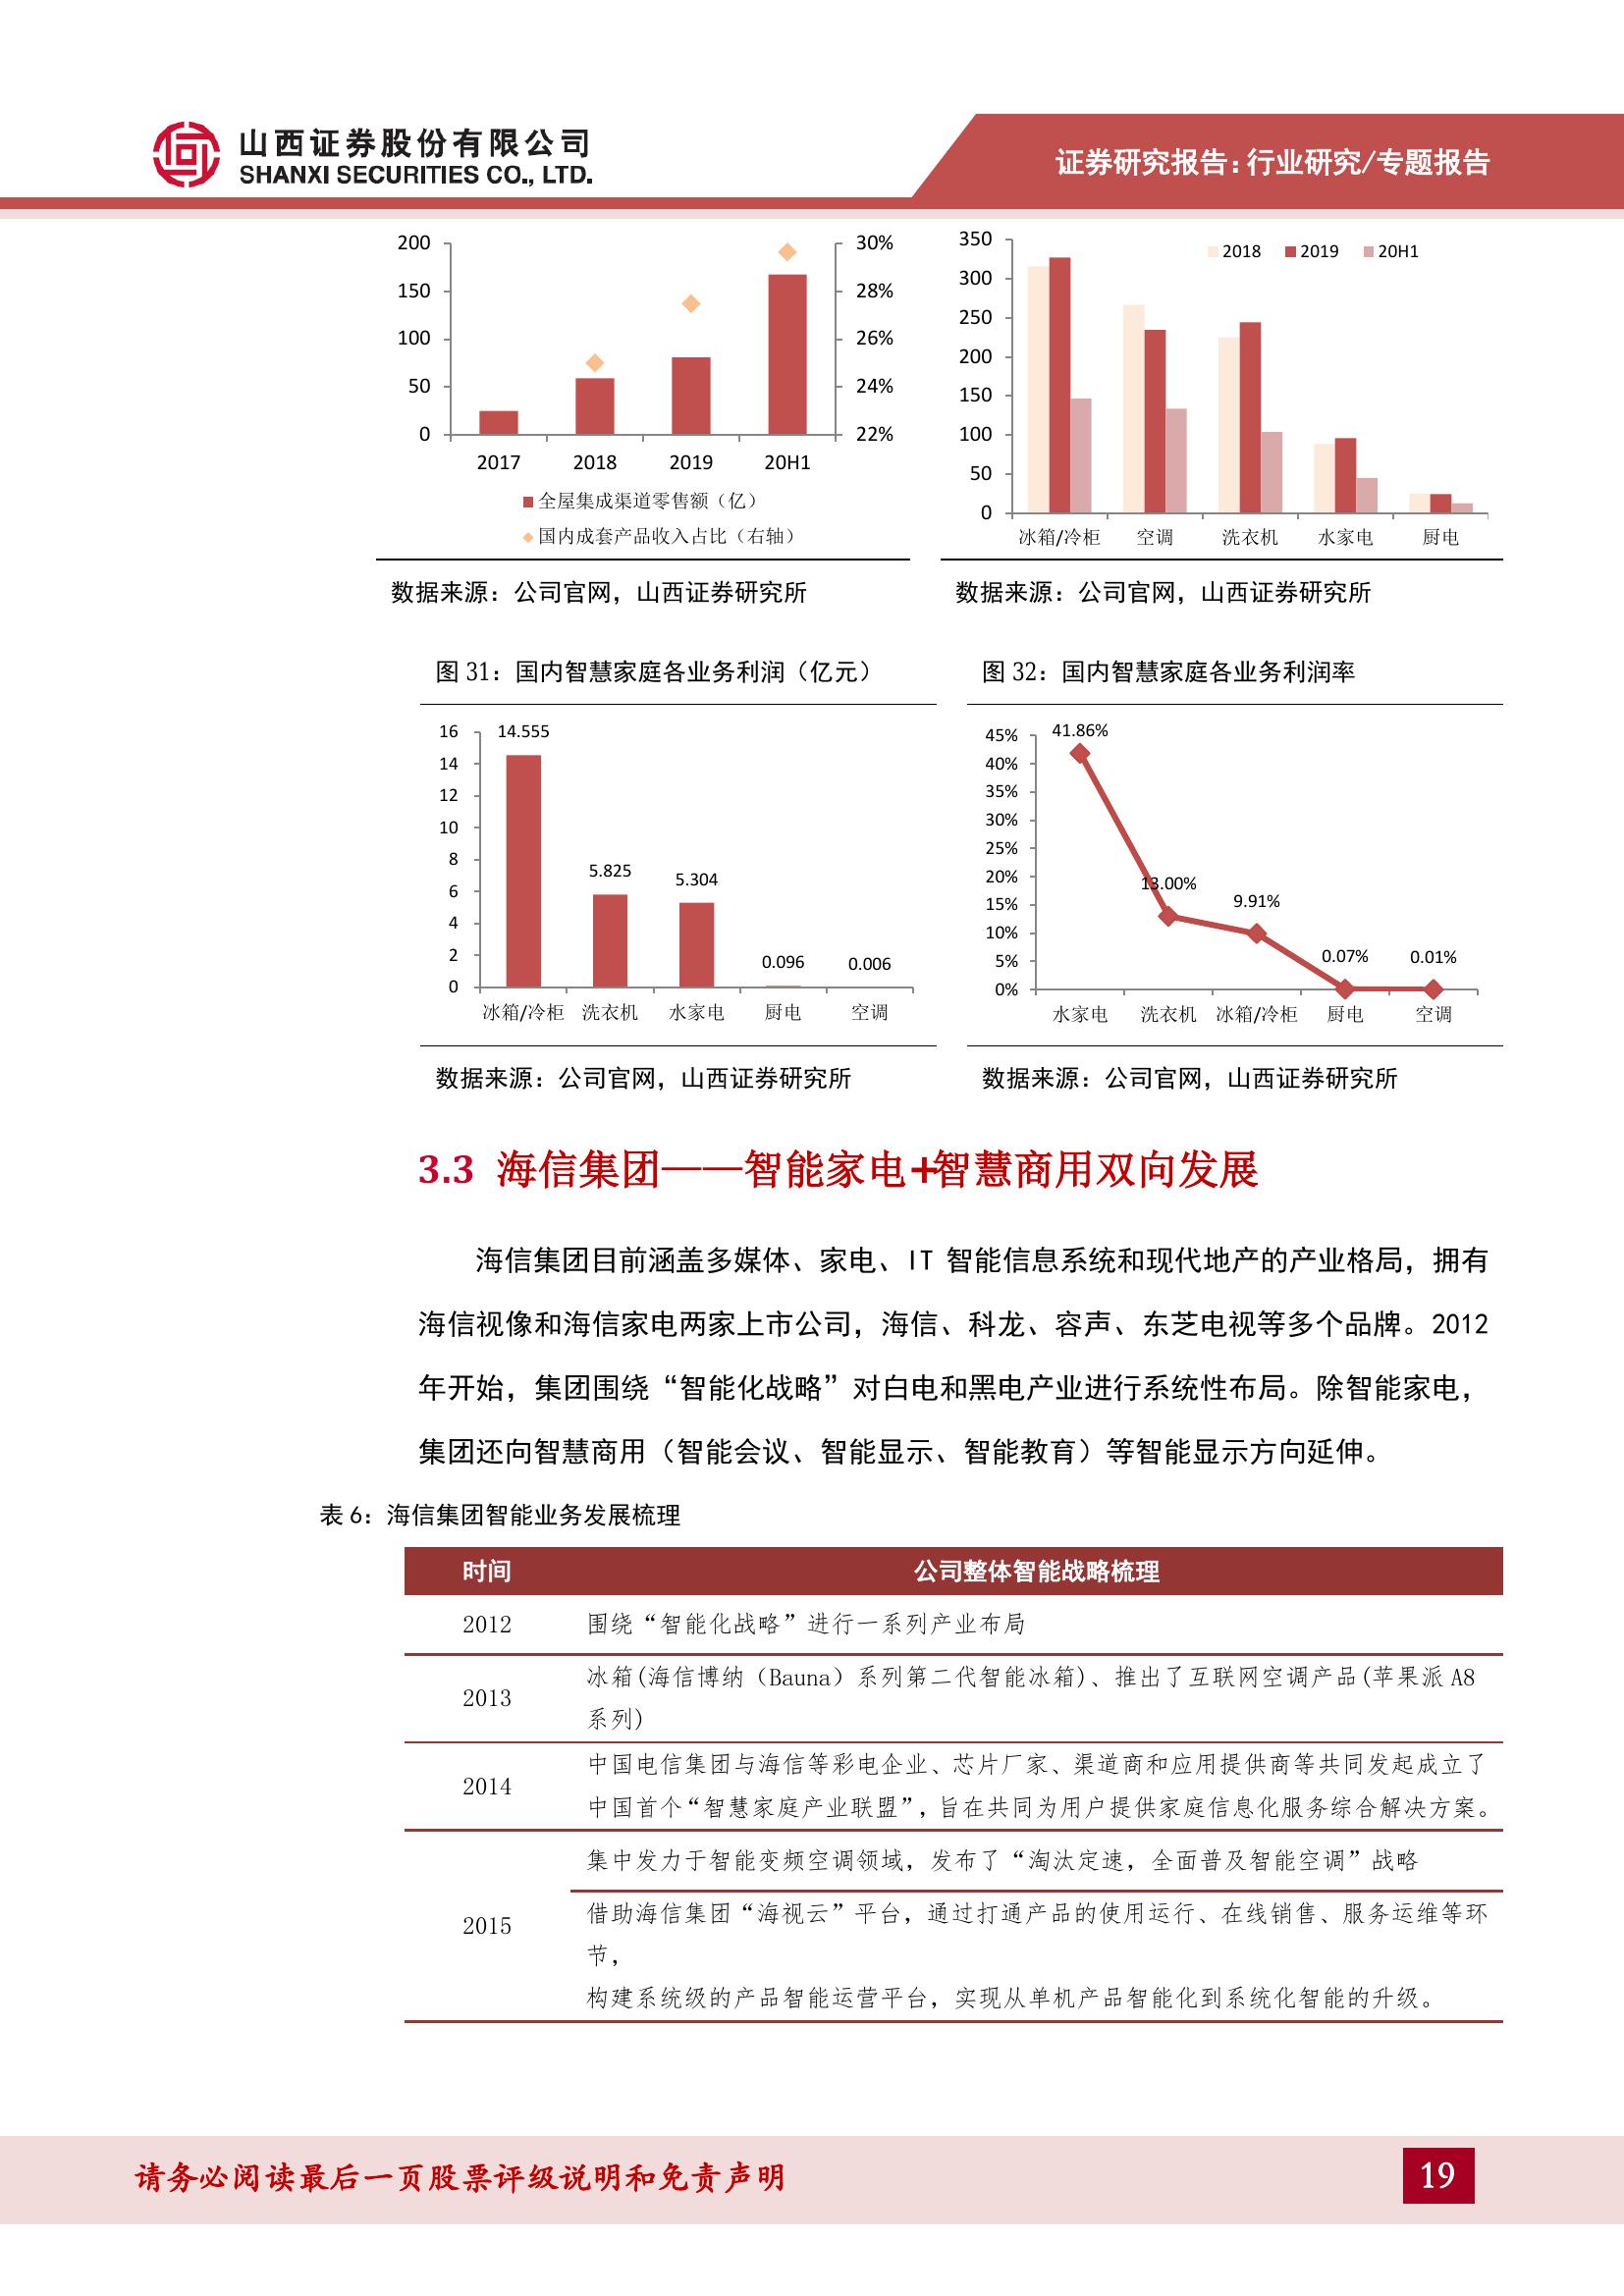 山西证券股份有限公司
SHANXI SECURITIES CO., LTD.
证券研究报告：行业研究/专题报告
200
150
100
50
0
30%
28%
26%
24%
22%
2017 2018 2019 20H1
全屋集成渠道零售额（亿）
国内成套产品收入占比（右轴）
350
300
250
200
150
100
50
0
2018 2019 20H1
冰箱/冷柜 空调 洗衣机 水家电 厨电
数据来源：公司官网，山西证券研究所
数据来源：公司官网，山西证券研究所
图 31：国内智慧家庭各业务利润（亿元）
16
14
12
10
8
6
4
2
0
14.555
5.825
5.304
0.096
0.006
冰箱/冷柜 洗衣机 水家电 厨电 空调
数据来源：公司官网，山西证券研究所
图 32：国内智慧家庭各业务利润率
45%
40%
35%
30%
25%
20%
15%
10%
5%
0%
41.86%
13.00%
9.91%
0.07%
0.01%
水家电 洗衣机 冰箱/冷柜 厨电 空调
数据来源：公司官网，山西证券研究所
3.3 海信集团——智能家电+智慧商用双向发展
海信集团目前涵盖多媒体、家电、IT 智能信息系统和现代地产的产业格局，拥有
海信视像和海信家电两家上市公司，海信、科龙、容声、东芝电视等多个品牌。2012
年开始，集团围绕“智能化战略”对白电和黑电产业进行系统性布局。除智能家电，
集团还向智慧商用（智能会议、智能显示、智能教育）等智能显示方向延伸。
表 6：海信集团智能业务发展梳理
时间 公司整体智能战略梳理
2012 围绕“智能化战略”进行一系列产业布局
2013 冰箱(海信博纳（Bauna）系列第二代智能冰箱)、推出了互联网空调产品(苹果派 A8
系列)
2014 中国电信集团与海信等彩电企业、芯片厂家、渠道商和应用提供商等共同发起成立了
中国首个“智慧家庭产业联盟”，旨在共同为用户提供家庭信息化服务综合解决方案。
2015 集中发力于智能变频空调领域，发布了“淘汰定速，全面普及智能空调”战略
借助海信集团“海视云”平台，通过打通产品的使用运行、在线销售、服务运维等环
节，
构建系统级的产品智能运营平台，实现从单机产品智能化到系统化智能的升级。
请务必阅读最后一页股票评级说明和免责声明
19